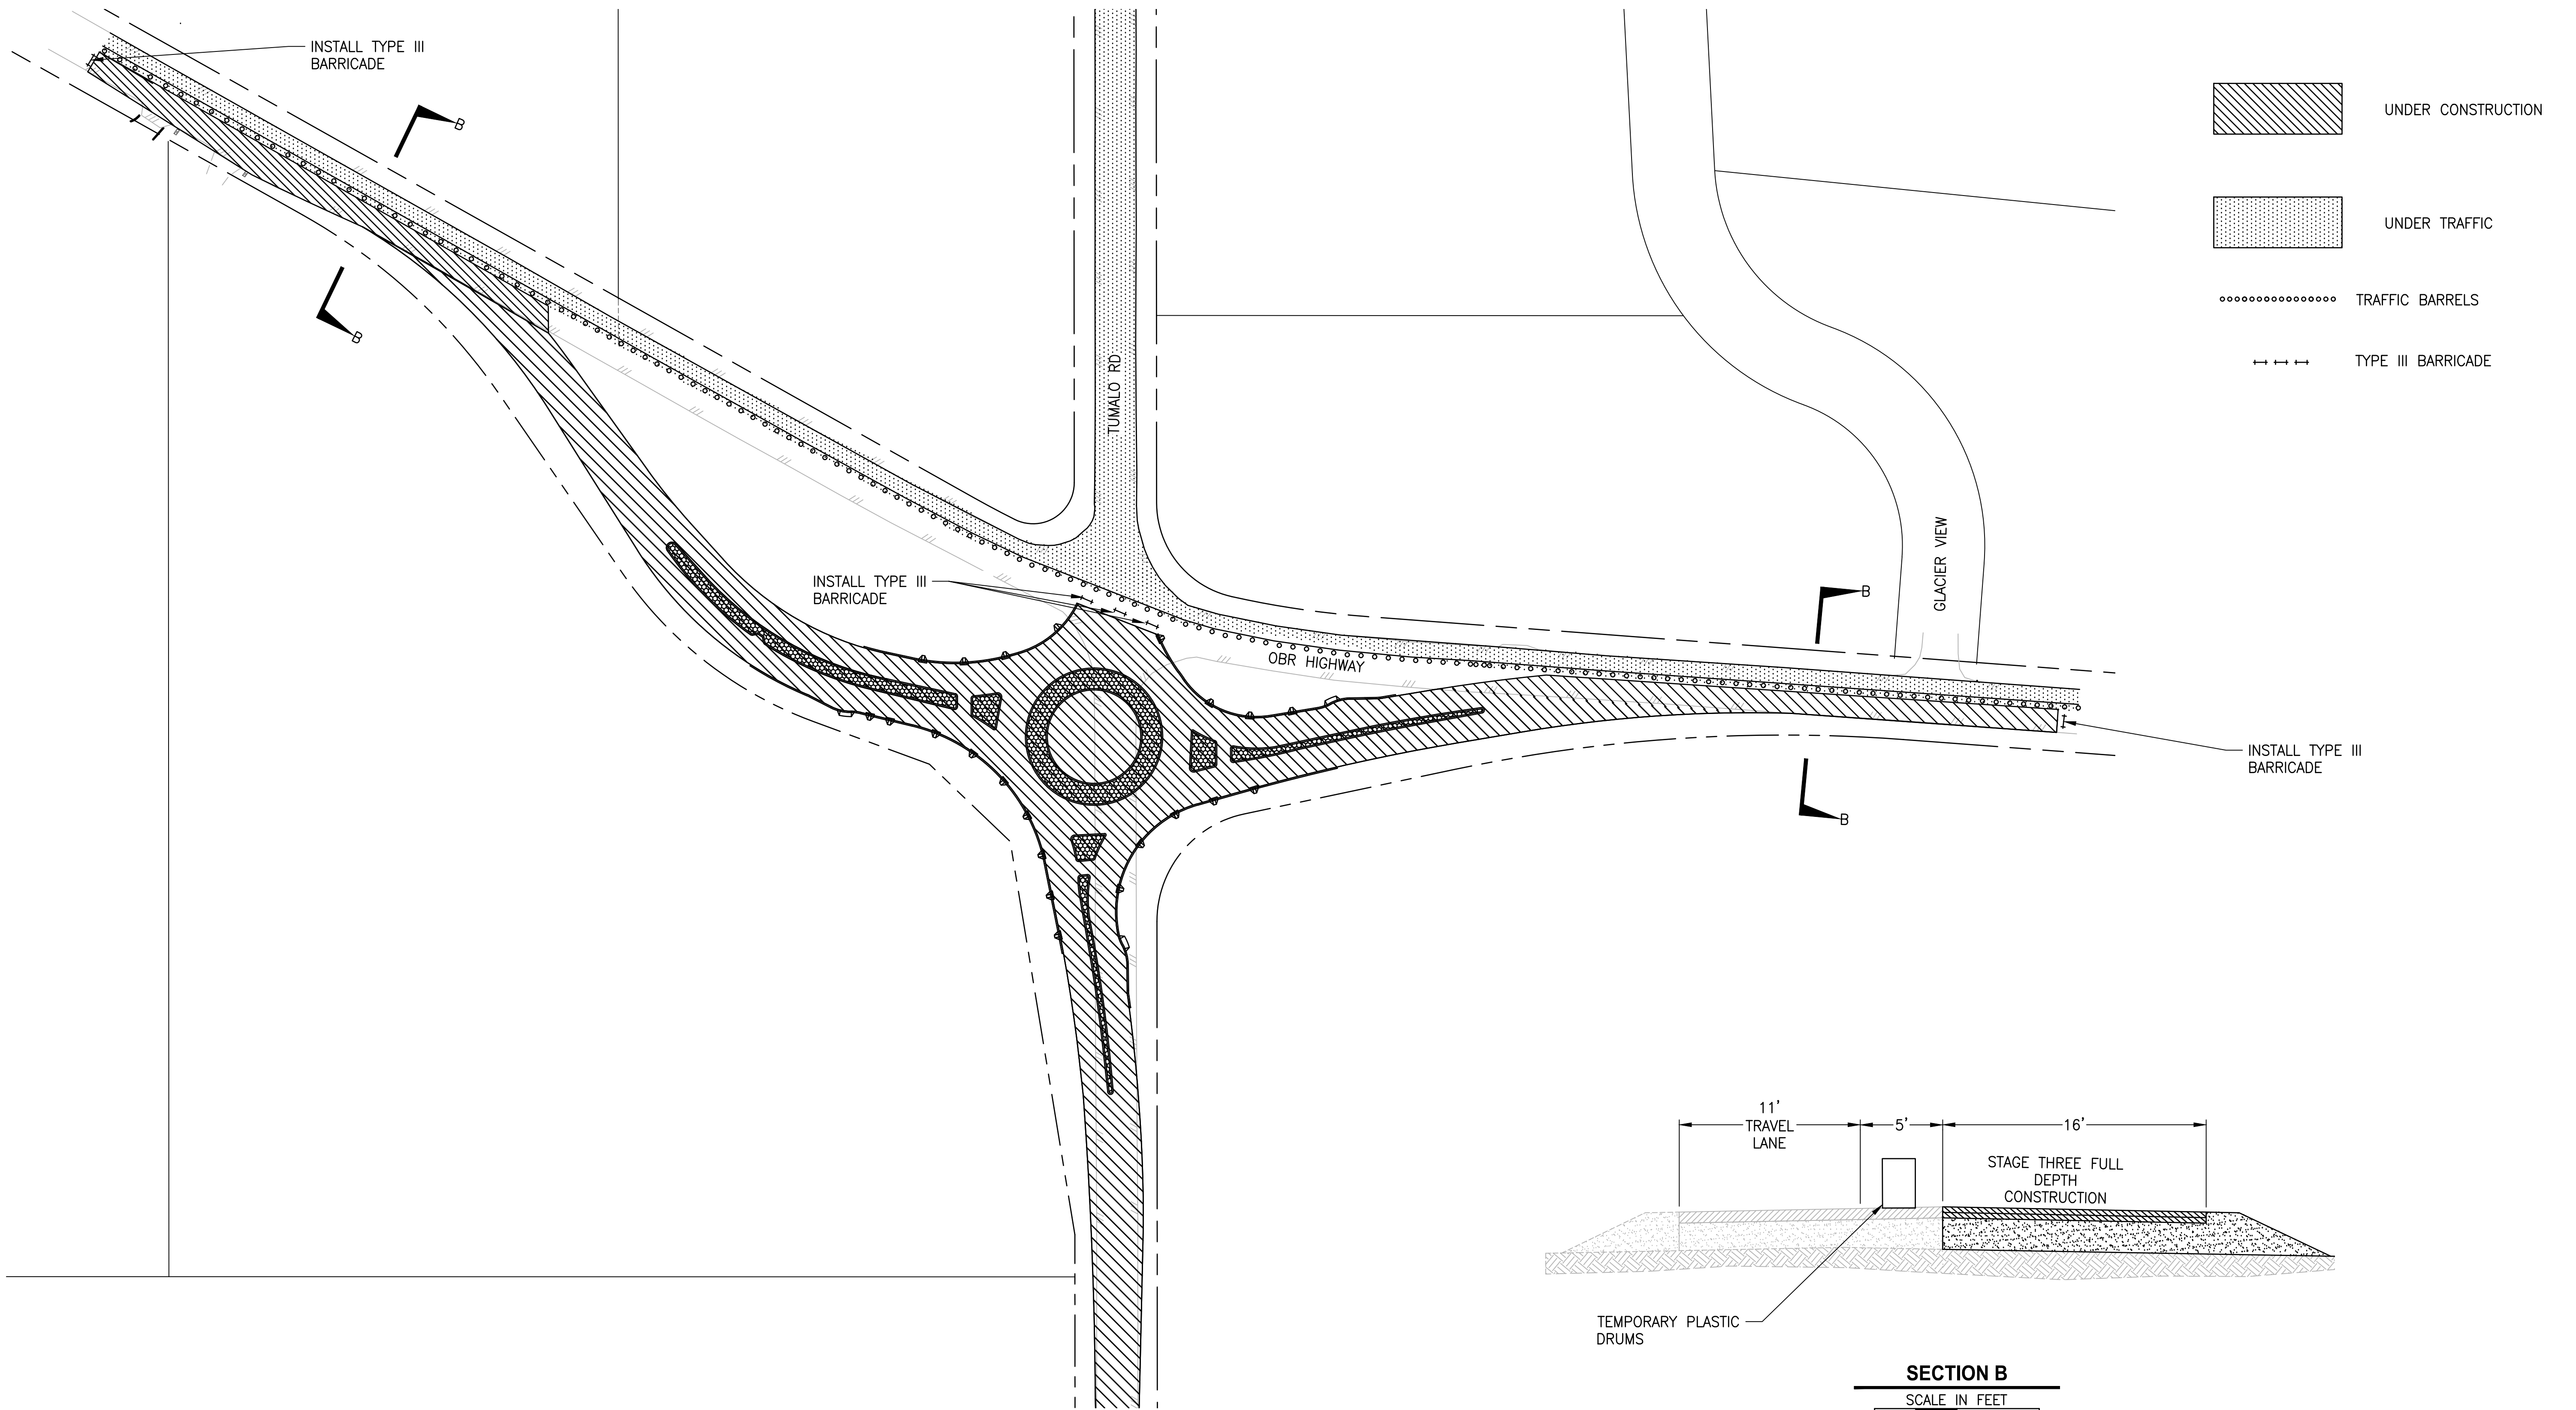 INSTALL TYPE III
BARRICADE
B
B
TUMALO RD
UNDER CONSTRUCTION
UNDER TRAFFIC
TRAFFIC BARRELS
TYPE III BARRICADE
INSTALL TYPE III
BARRICADE
OBR HIGHWAY
GLACIER VIEW
B
B
INSTALL TYPE III
BARRICADE
11'
TRAVEL
LANE
5'
16'
STAGE THREE FULL
DEPTH
CONSTRUCTION
TEMPORARY PLASTIC
DRUMS
SECTION B
SCALE IN FEET